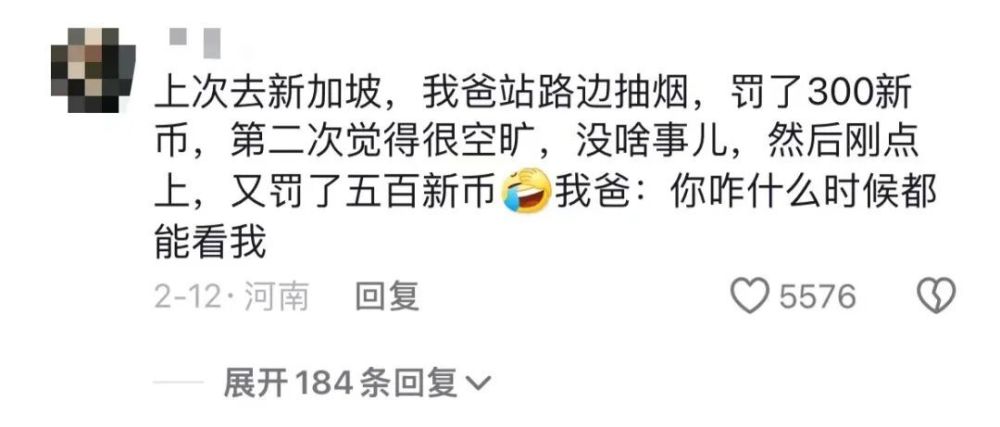 上次去新加坡，我爸站路边抽烟，罚了300新
币，第二次觉得很空旷，没啥事儿，然后刚点
上，又罚了五百新币🤣我爸：你咋什么时候都
能看我
2-12·河南 回复 5576
展开184条回复